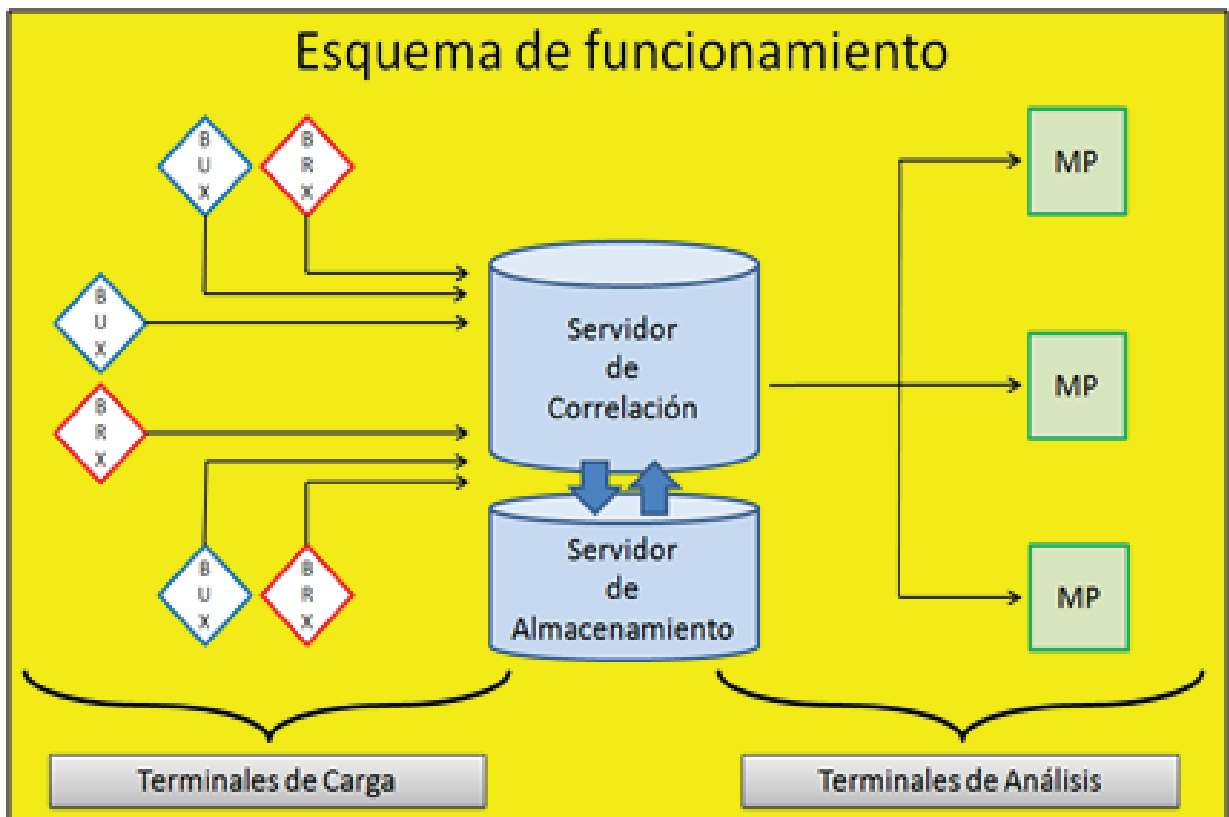 Esquema de funcionamiento
B
U
X
B
R
X
MP
B
U
X
Servidor
de
Correlación
MP
B
R
X
B
U
X
B
R
X
Servidor
de
Almacenamiento
MP
Terminales de Carga
Terminales de Análisis